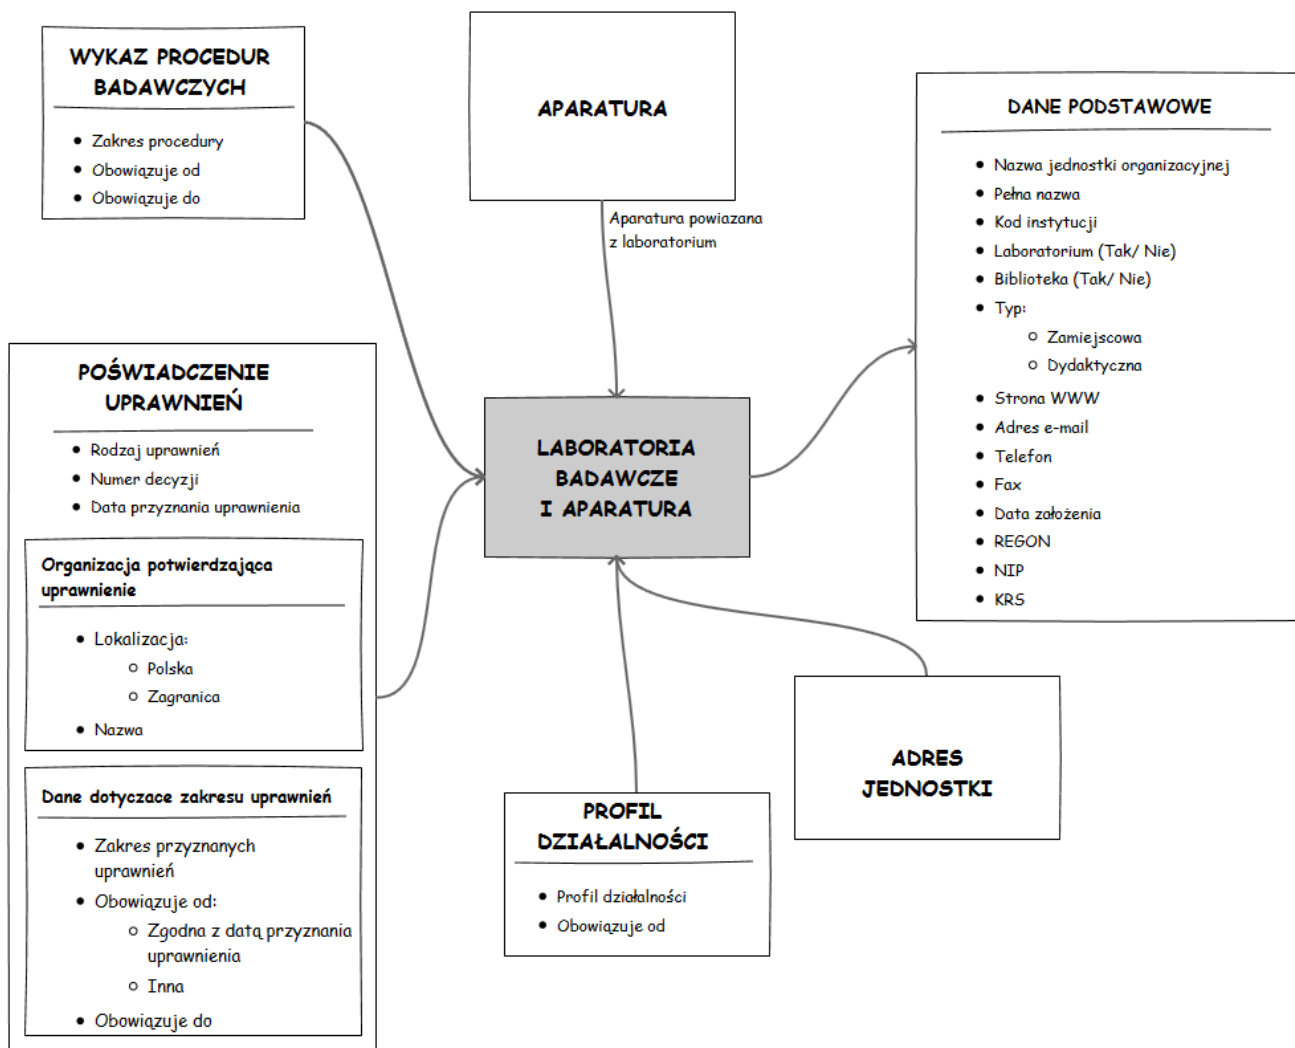 WYKAZ PROCEDUR
BADAWCZYCH
• Zakres procedury
• Obowiązuje od
• Obowiązuje do
APARATURA
Aparatura powiazana
z laboratorium
DANE PODSTAWOWE
• Nazwa jednostki organizacyjnej
• Pełna nazwa
• Kod instytucji
• Laboratorium (Tak/ Nie)
• Biblioteka (Tak/ Nie)
• Typ:
○ Zamiejscowa
○ Dydaktyczna
• Strona WWW
• Adres e-mail
• Telefon
• Fax
• Data założenia
• REGON
• NIP
• KRS
POŚWIADCZENIE
UPRAWNIEŃ
• Rodzaj uprawnień
• Numer decyzji
• Data przyznania uprawnienia
Organizacja potwierdzająca
uprawnienie
• Lokalizacja:
○ Polska
○ Zagranica
• Nazwa
Dane dotyczace zakresu uprawnień
• Zakres przyznanych
uprawnień
• Obowiązuje od:
○ Zgodna z datą przyznania
uprawnienia
○ Inna
• Obowiązuje do
LABORATORIA
BADAWCZE
I APARATURA
PROFIL
DZIAŁALNOŚCI
• Profil działalności
• Obowiązuje od
ADRES
JEDNOSTKI